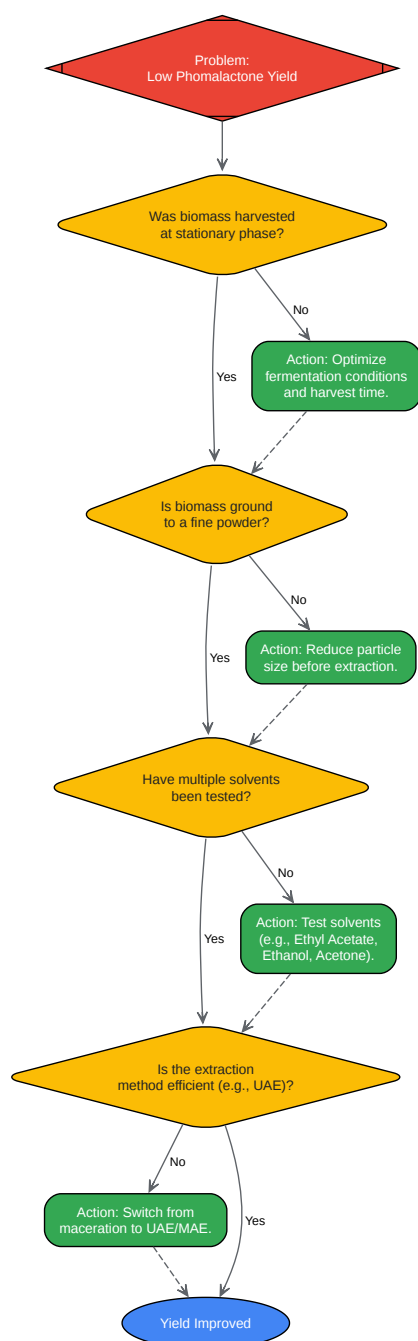 Problem:
Low Phomalactone Yield
Was biomass harvested
at stationary phase?
No
Action: Optimize
fermentation conditions
and harvest time.
Yes
Is biomass ground
to a fine powder?
No
Action: Reduce particle
size before extraction.
Yes
Have multiple solvents
been tested?
No
Action: Test solvents
(e.g., Ethyl Acetate,
Ethanol, Acetone).
Yes
Is the extraction
method efficient (e.g., UAE)?
No
Action: Switch from
maceration to UAE/MAE.
Yes
Yield Improved